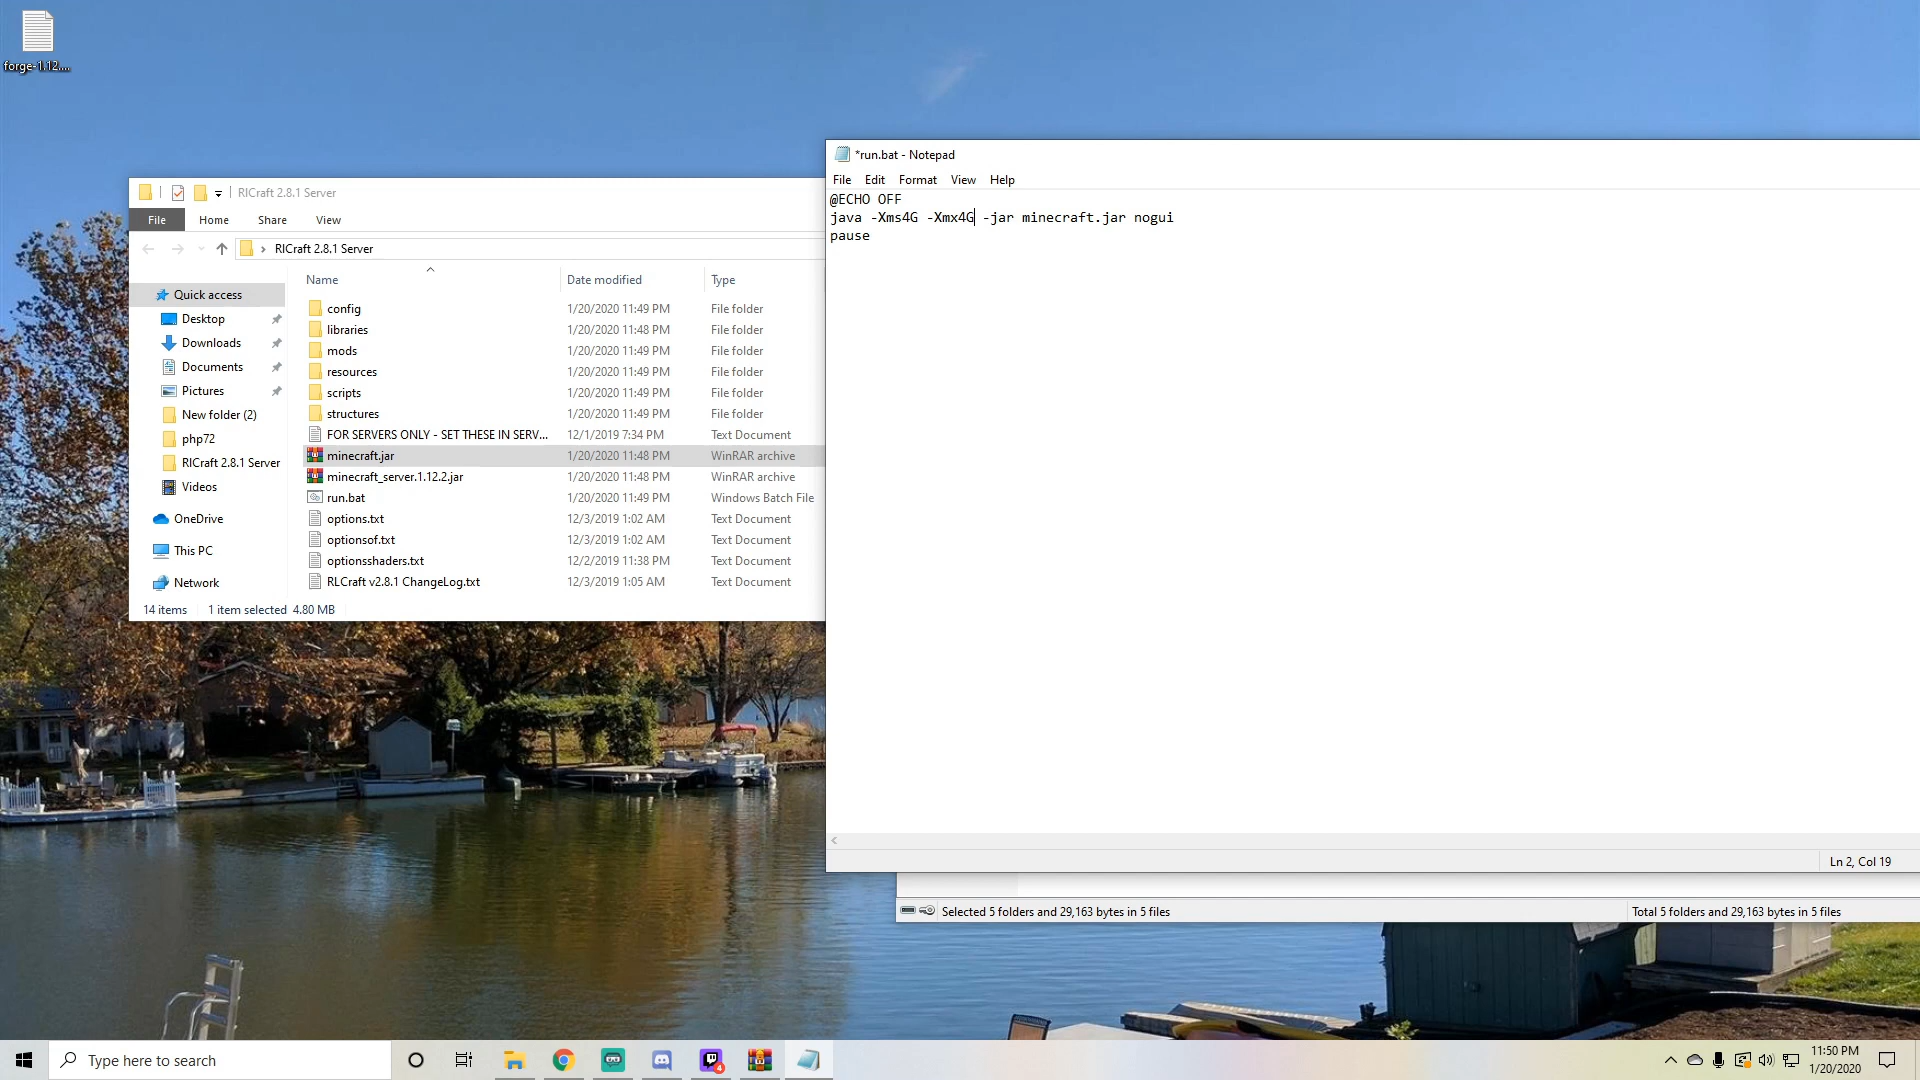 forge-1.12....
RlCraft 2.8.1 Server
File Home Share View
RlCraft 2.8.1 Server
Name Date modified Type
Quick access
Desktop
Downloads
Documents
Pictures
New folder (2)
php72
RlCraft 2.8.1 Server
Videos
OneDrive
This PC
Network
config 1/20/2020 11:49 PM File folder
libraries 1/20/2020 11:48 PM File folder
mods 1/20/2020 11:49 PM File folder
resources 1/20/2020 11:49 PM File folder
scripts 1/20/2020 11:49 PM File folder
structures 1/20/2020 11:49 PM File folder
FOR SERVERS ONLY - SET THESE IN SERV... 12/1/2019 7:34 PM Text Document
minecraft.jar 1/20/2020 11:48 PM WinRAR archive
minecraft_server.1.12.2.jar 1/20/2020 11:48 PM WinRAR archive
run.bat 1/20/2020 11:49 PM Windows Batch File
options.txt 12/3/2019 1:02 AM Text Document
optionsof.txt 12/3/2019 1:02 AM Text Document
optionsshaders.txt 12/2/2019 11:38 PM Text Document
RLCraft v2.8.1 ChangeLog.txt 12/3/2019 1:05 AM Text Document
14 items 1 item selected 4.80 MB
*run.bat - Notepad
File Edit Format View Help
@ECHO OFF
java -Xms4G -Xmx4G -jar minecraft.jar nogui
pause
Ln 2, Col 19
Selected 5 folders and 29,163 bytes in 5 files
Total 5 folders and 29,163 bytes in 5 files
Type here to search
4
11:50 PM
1/20/2020